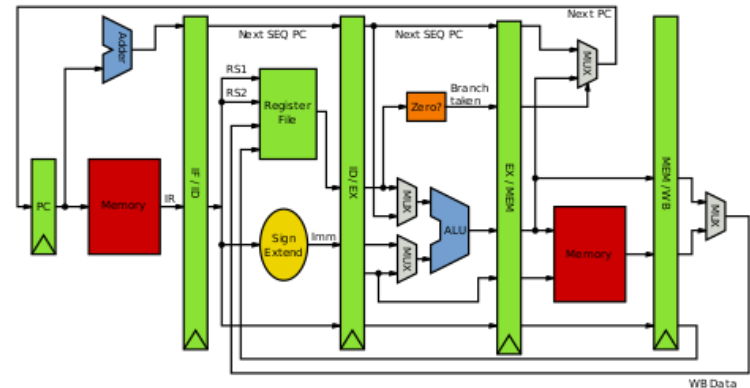 Next PC
Adder
Next SEQ PC
Next SEQ PC
MUX
RS1
RS2
Register
File
Zero?
Branch
taken
IF / ID
ID/ EX
EX / MEM
MEM / WB
PC
Memory
IR
MUX
ALU
MUX
Sign
Extend
Imm
MUX
Memory
WB Data